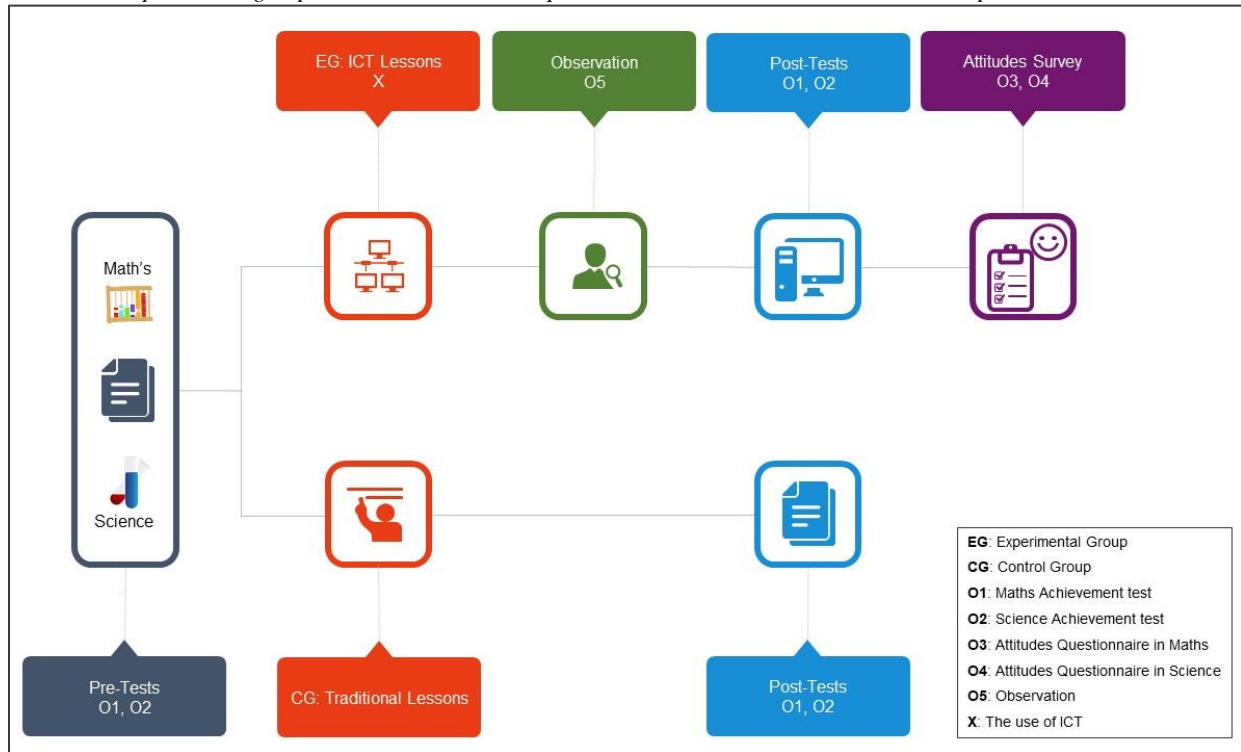 EG: ICT Lessons
X
Observation
O5
Post-Tests
O1, O2
Attitudes Survey
O3, O4
Math's
Science
Pre-Tests
O1, O2
CG: Traditional Lessons
Post-Tests
O1, O2
EG: Experimental Group
CG: Control Group
O1: Maths Achievement test
O2: Science Achievement test
O3: Attitudes Questionnaire in Maths
O4: Attitudes Questionnaire in Science
O5: Observation
X: The use of ICT